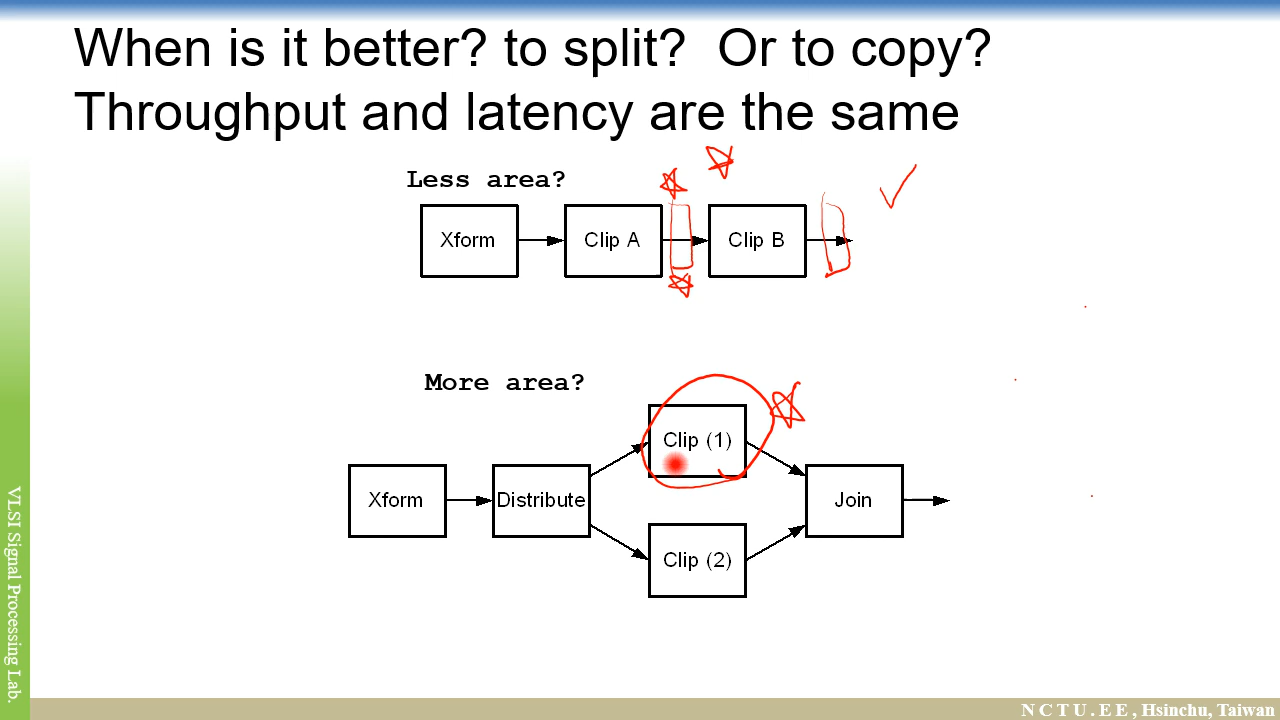 When is it better? to split? Or to copy?
Throughput and latency are the same
Less area?
Xform
Clip A
Clip B
More area?
Clip (1)
Xform
Distribute
Join
Clip (2)
VLSI Signal Processing Lab.
N C T U . E E , Hsinchu, Taiwan